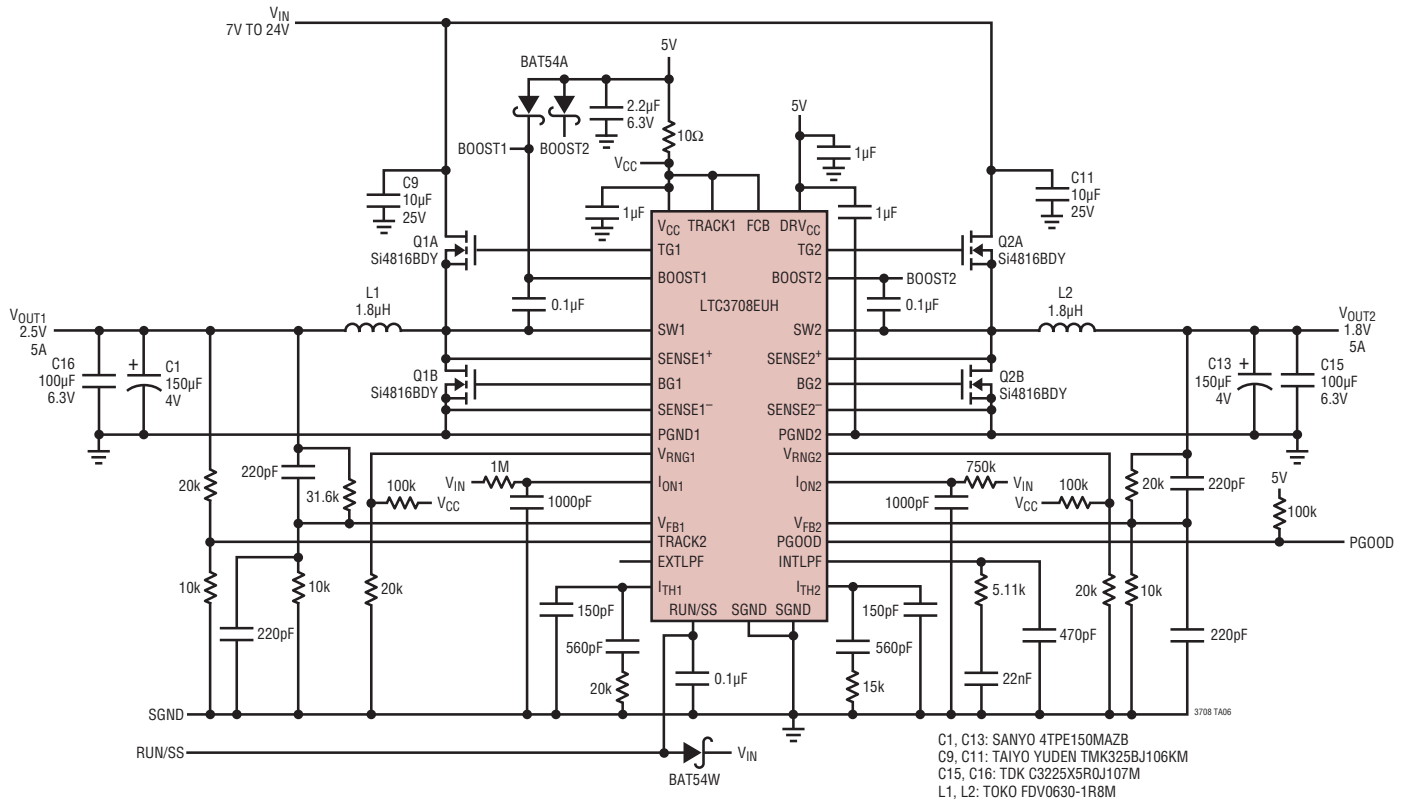 VIN
7V TO 24V
5V
BAT54A
2.2µF
6.3V
5V
10Ω
BOOST1
BOOST2
VCC
1µF
C9
10µF
25V
C11
10µF
25V
1µF
1µF
VCC TRACK1 FCB DRVCC
Q1A
Si4816BDY
TG1
TG2
Q2A
Si4816BDY
BOOST1
BOOST2
BOOST2
LTC3708EUH
L1
1.8µH
0.1µF
0.1µF
L2
1.8µH
VOUT1
2.5V
5A
SW1
SW2
VOUT2
1.8V
5A
SENSE1+
SENSE2+
C16
100µF
6.3V
C1
150µF
4V
+
Q1B
Si4816BDY
BG1
BG2
Q2B
Si4816BDY
C13
150µF
4V
+
C15
100µF
6.3V
SENSE1–
SENSE2–
PGND1
PGND2
VRNG1
VRNG2
220pF
20k
31.6k
100k
VCC
VIN
1M
1000pF
ION1
ION2
750k
VIN
1000pF
VCC
100k
20k
220pF
5V
100k
VFB1
VFB2
TRACK2
PGOOD
PGOOD
EXTLPF
INTLPF
10k
10k
20k
220pF
ITH1
ITH2
150pF
560pF
20k
RUN/SS SGND SGND
0.1µF
150pF
560pF
15k
5.11k
22nF
470pF
20k
10k
220pF
SGND
3708 TA06
RUN/SS
VIN
BAT54W
C1, C13: SANYO 4TPE150MAZB
C9, C11: TAIYO YUDEN TMK325BJ106KM
C15, C16: TDK C3225X5R0J107M
L1, L2: TOKO FDV0630-1R8M